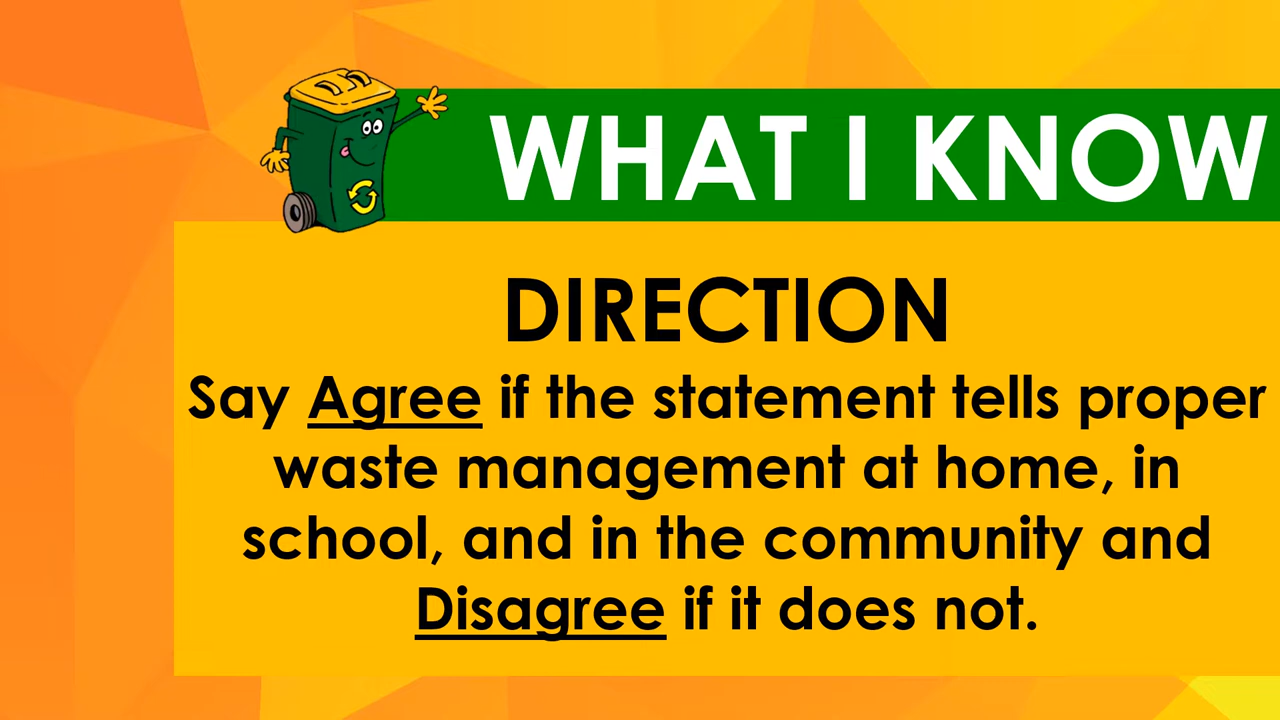 WHAT I KNOW
DIRECTION
Say Agree if the statement tells proper
waste management at home, in
school, and in the community and
Disagree if it does not.